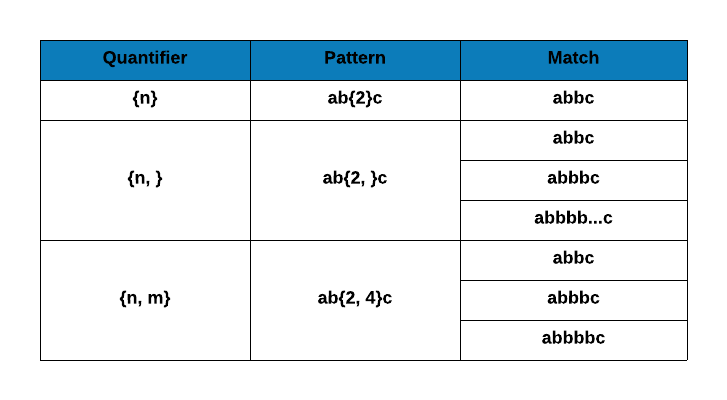 Quantifier Pattern Match
{n} ab{2}c abbc
abbc
{n, } ab{2, }c abbbc
abbbb...c
abbc
{n, m} ab{2, 4}c abbbc
abbbbc